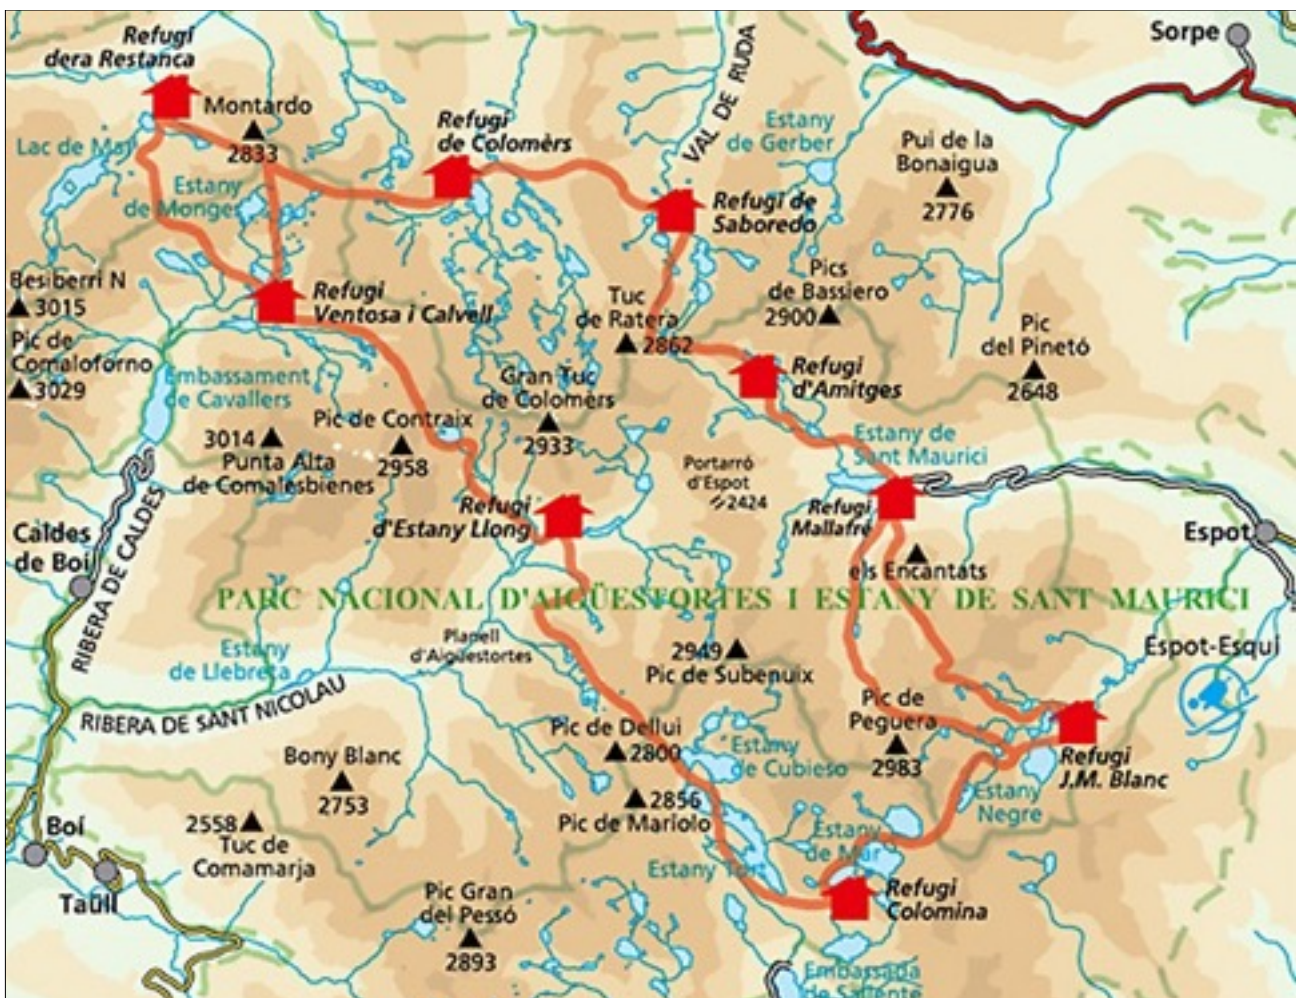 Refugi
dera Restanca
Montardo
2833
Lac de Mar
Estany
de Monges
Refugi
de Colomèrs
VAL DE RUDA
Estany
de Gerber
Sorpe
Pui de la
Bonaigua
2776
Refugi de
Saboredo
Besiberri N
3015
Pic de
Comaloforno
3029
Refugi
Ventosa i Calvell
Tuc
de Ratera
2862
Pics
de Bassiero
2900
Pic
del Pinetó
2648
Embassament
de Cavallers
Gran Tuc
de Colomèrs
2933
Refugi
d'Amitges
3014
Punta Alta
de Comalesbienes
Pic de Contraix
2958
Estany de
Sant Maurici
Portarró
d'Espot
2424
Refugi
d'Estany Llong
Refugi
Mallafré
Caldes
de Boí
RIBERA DE CALDES
Espot
els Encantats
PARC NACIONAL D'AIGÜESTORTES I ESTANY DE SANT MAURICI
Estany
de Llebreta
Planell
d'Aigüestortes
2949
Pic de Subenuix
Espot-Esquí
RIBERA DE SANT NICOLAU
Pic de Dellui
2800
Pic de
Peguera
2983
Estany
de Cubieso
Refugi
J.M. Blanc
Bony Blanc
2753
2856
Pic de Mariolo
Estany
Negre
Boí
2558
Tuc de
Comamarja
Estany
de Mar
Estany Tort
Taüll
Pic Gran
del Pessó
2893
Refugi
Colomina
Embassada
de Sallente